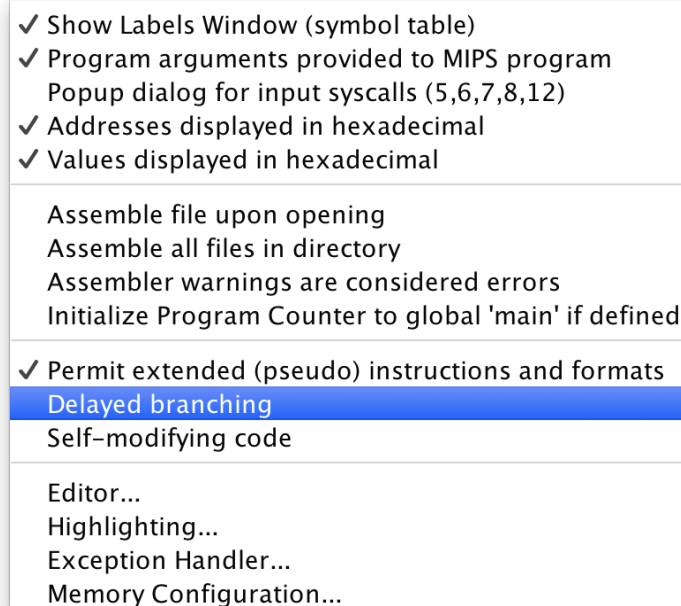 ✓ Show Labels Window (symbol table)
✓ Program arguments provided to MIPS program
Popup dialog for input syscalls (5,6,7,8,12)
✓ Addresses displayed in hexadecimal
✓ Values displayed in hexadecimal
Assemble file upon opening
Assemble all files in directory
Assembler warnings are considered errors
Initialize Program Counter to global 'main' if defined
✓ Permit extended (pseudo) instructions and formats
Delayed branching
Self-modifying code
Editor...
Highlighting...
Exception Handler...
Memory Configuration...